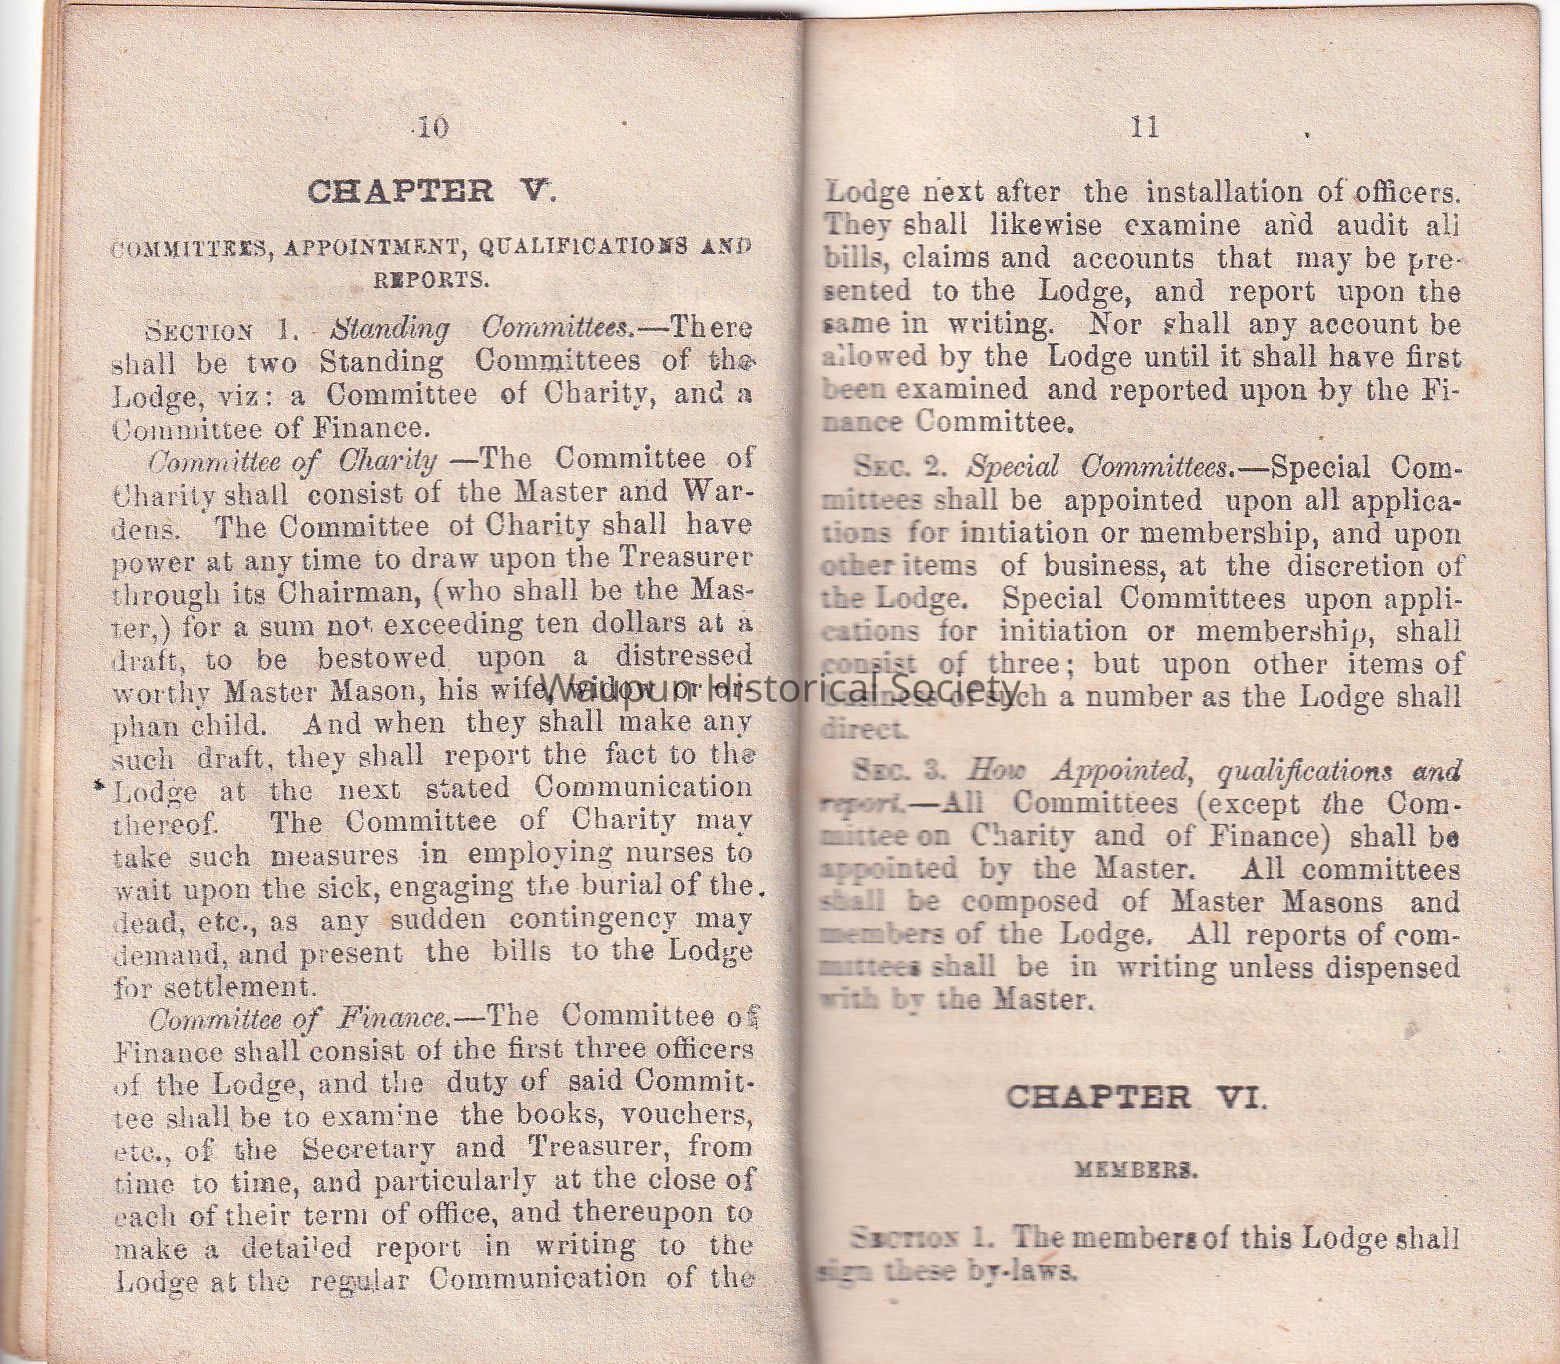 10
CHAPTER V.
COMMITTEES, APPOINTMENT, QUALIFICATIONS AND
REPORTS.
SECTION 1. Standing Committees.—There
shall be two Standing Committees of the
Lodge, viz: a Committee of Charity, and a
Committee of Finance.
Committee of Charity —The Committee of
Charity shall consist of the Master and War-
dens. The Committee of Charity shall have
power at any time to draw upon the Treasurer
through its Chairman, (who shall be the Mas-
ter,) for a sum not exceeding ten dollars at a
draft, to be bestowed upon a distressed
worthy Master Mason, his wife, widow or or-
phan child. And when they shall make any
such draft, they shall report the fact to the
Lodge at the next stated Communication
thereof. The Committee of Charity may
take such measures in employing nurses to
wait upon the sick, engaging the burial of the
dead, etc., as any sudden contingency may
demand, and present the bills to the Lodge
for settlement.
Committee of Finance.—The Committee of
Finance shall consist of the first three officers
of the Lodge, and the duty of said Commit-
tee shall be to examine the books, vouchers,
etc., of the Secretary and Treasurer, from
time to time, and particularly at the close of
each of their term of office, and thereupon to
make a detailed report in writing to the
Lodge at the regular Communication of the
11
Lodge next after the installation of officers.
They shall likewise examine and audit all
bills, claims and accounts that may be pre-
sented to the Lodge, and report upon the
same in writing. Nor shall any account be
allowed by the Lodge until it shall have first
been examined and reported upon by the Fi-
nance Committee.
SEC. 2. Special Committees.—Special Com-
mittees shall be appointed upon all applica-
tions for initiation or membership, and upon
other items of business, at the discretion of
the Lodge. Special Committees upon appli-
cations for initiation or membership, shall
consist of three; but upon other items of
business of such a number as the Lodge shall
direct.
SEC. 3. How Appointed, qualifications and
report.—All Committees (except the Com-
mittee on Charity and of Finance) shall be
appointed by the Master. All committees
shall be composed of Master Masons and
members of the Lodge. All reports of com-
mittees shall be in writing unless dispensed
with by the Master.
CHAPTER VI.
MEMBERS.
SECTION 1. The members of this Lodge shall
sign these by-laws.
Waupun Historical Society